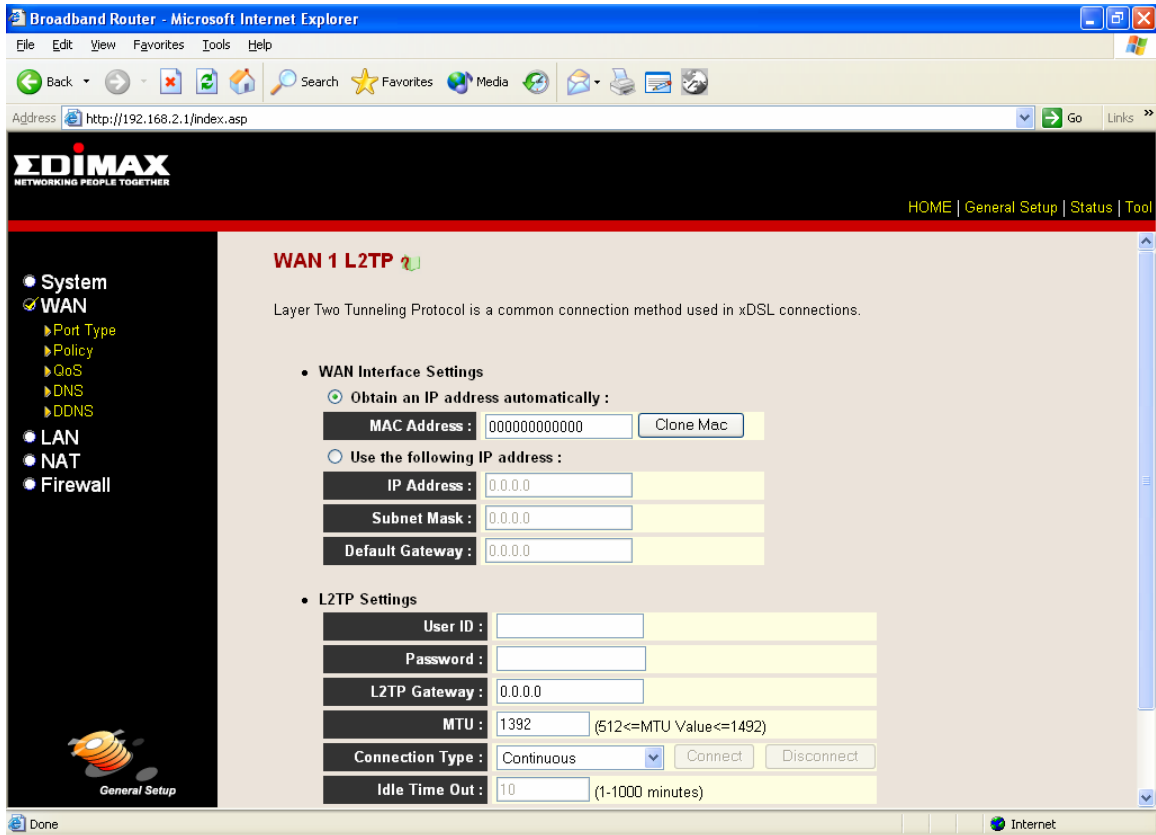 Broadband Router - Microsoft Internet Explorer
File Edit View Favorites Tools Help
Back Search Favorites Media
Address http://192.168.2.1/index.asp Go Links »
EDIMAX
NETWORKING PEOPLE TOGETHER
HOME | General Setup | Status | Tool
System
WAN
Port Type
Policy
QoS
DNS
DDNS
LAN
NAT
Firewall
General Setup
WAN 1 L2TP
Layer Two Tunneling Protocol is a common connection method used in xDSL connections.
• WAN Interface Settings
Obtain an IP address automatically :
MAC Address : 000000000000 Clone Mac
Use the following IP address :
IP Address : 0.0.0.0
Subnet Mask : 0.0.0.0
Default Gateway : 0.0.0.0
• L2TP Settings
User ID :
Password :
L2TP Gateway : 0.0.0.0
MTU : 1392 (512<=MTU Value<=1492)
Connection Type : Continuous Connect Disconnect
Idle Time Out : 10 (1-1000 minutes)
Done Internet